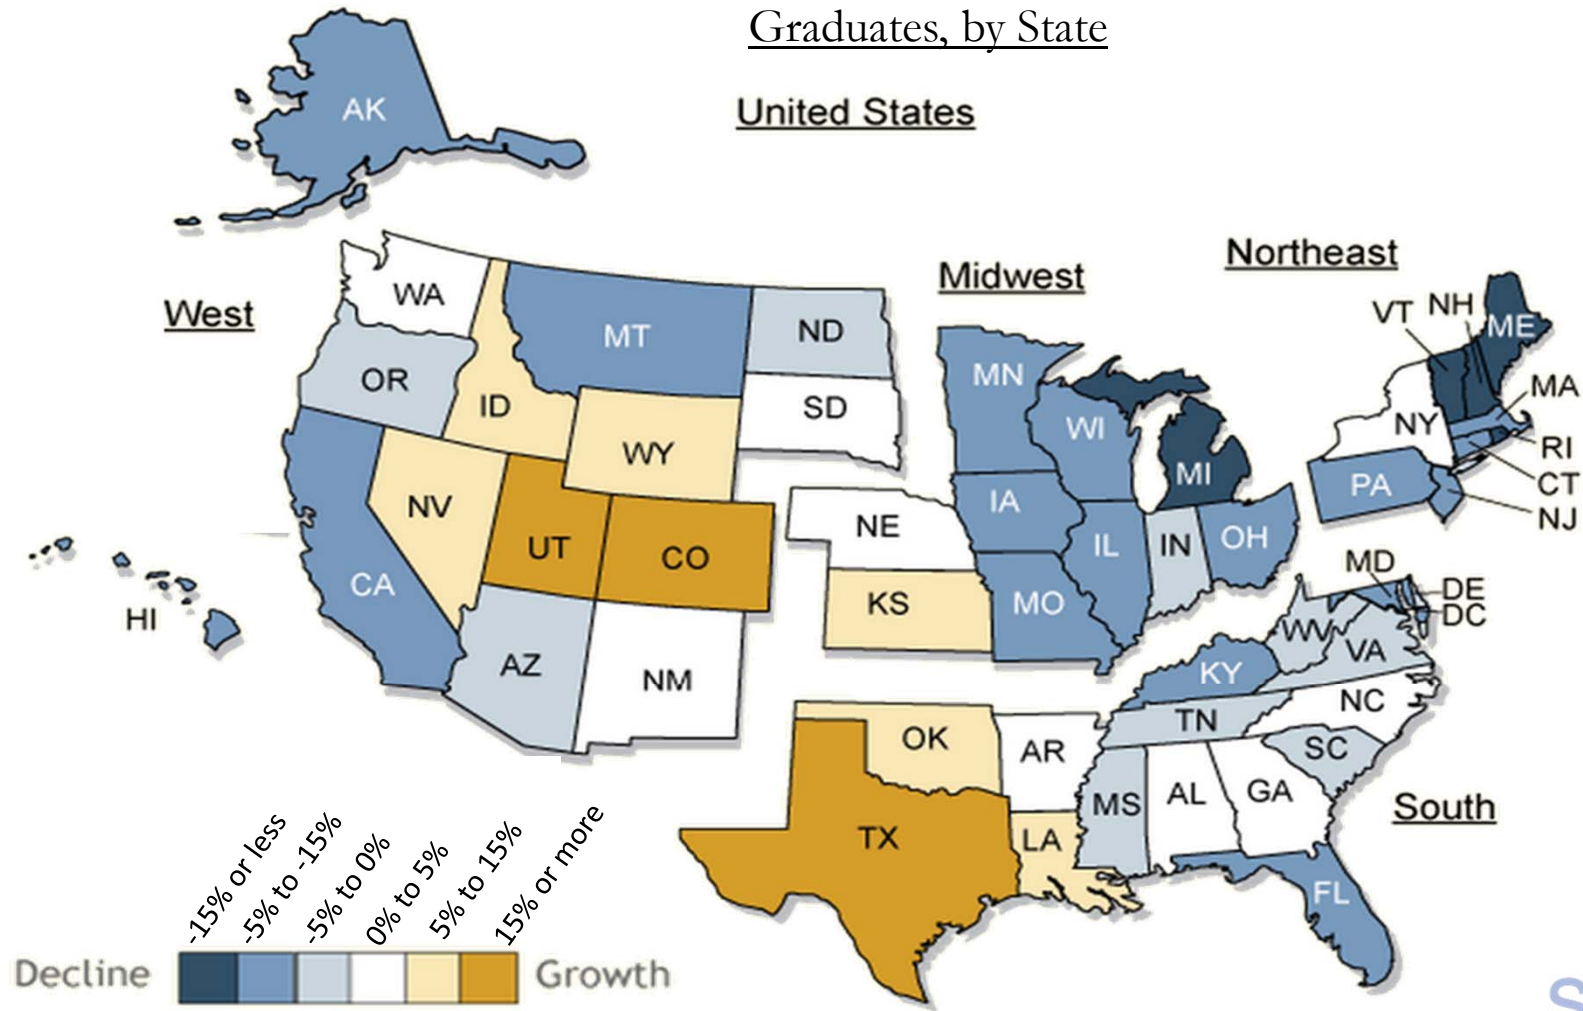 Graduates, by State
United States
AK
Northeast
Midwest
West
VT
NH
ME
WA
MT
ND
MN
MA
OR
ID
SD
WI
NY
RI
WY
MI
PA
CT
NV
IA
NJ
NE
UT
CO
IL
IN
OH
CA
KS
MO
MD
DE
DC
HI
WV
VA
AZ
NM
KY
NC
TN
OK
AR
SC
MS
AL
GA
South
TX
LA
FL
-15% or less
-5% to -15%
-5% to 0%
0% to 5%
5% to 15%
15% or more
Decline
Growth
S